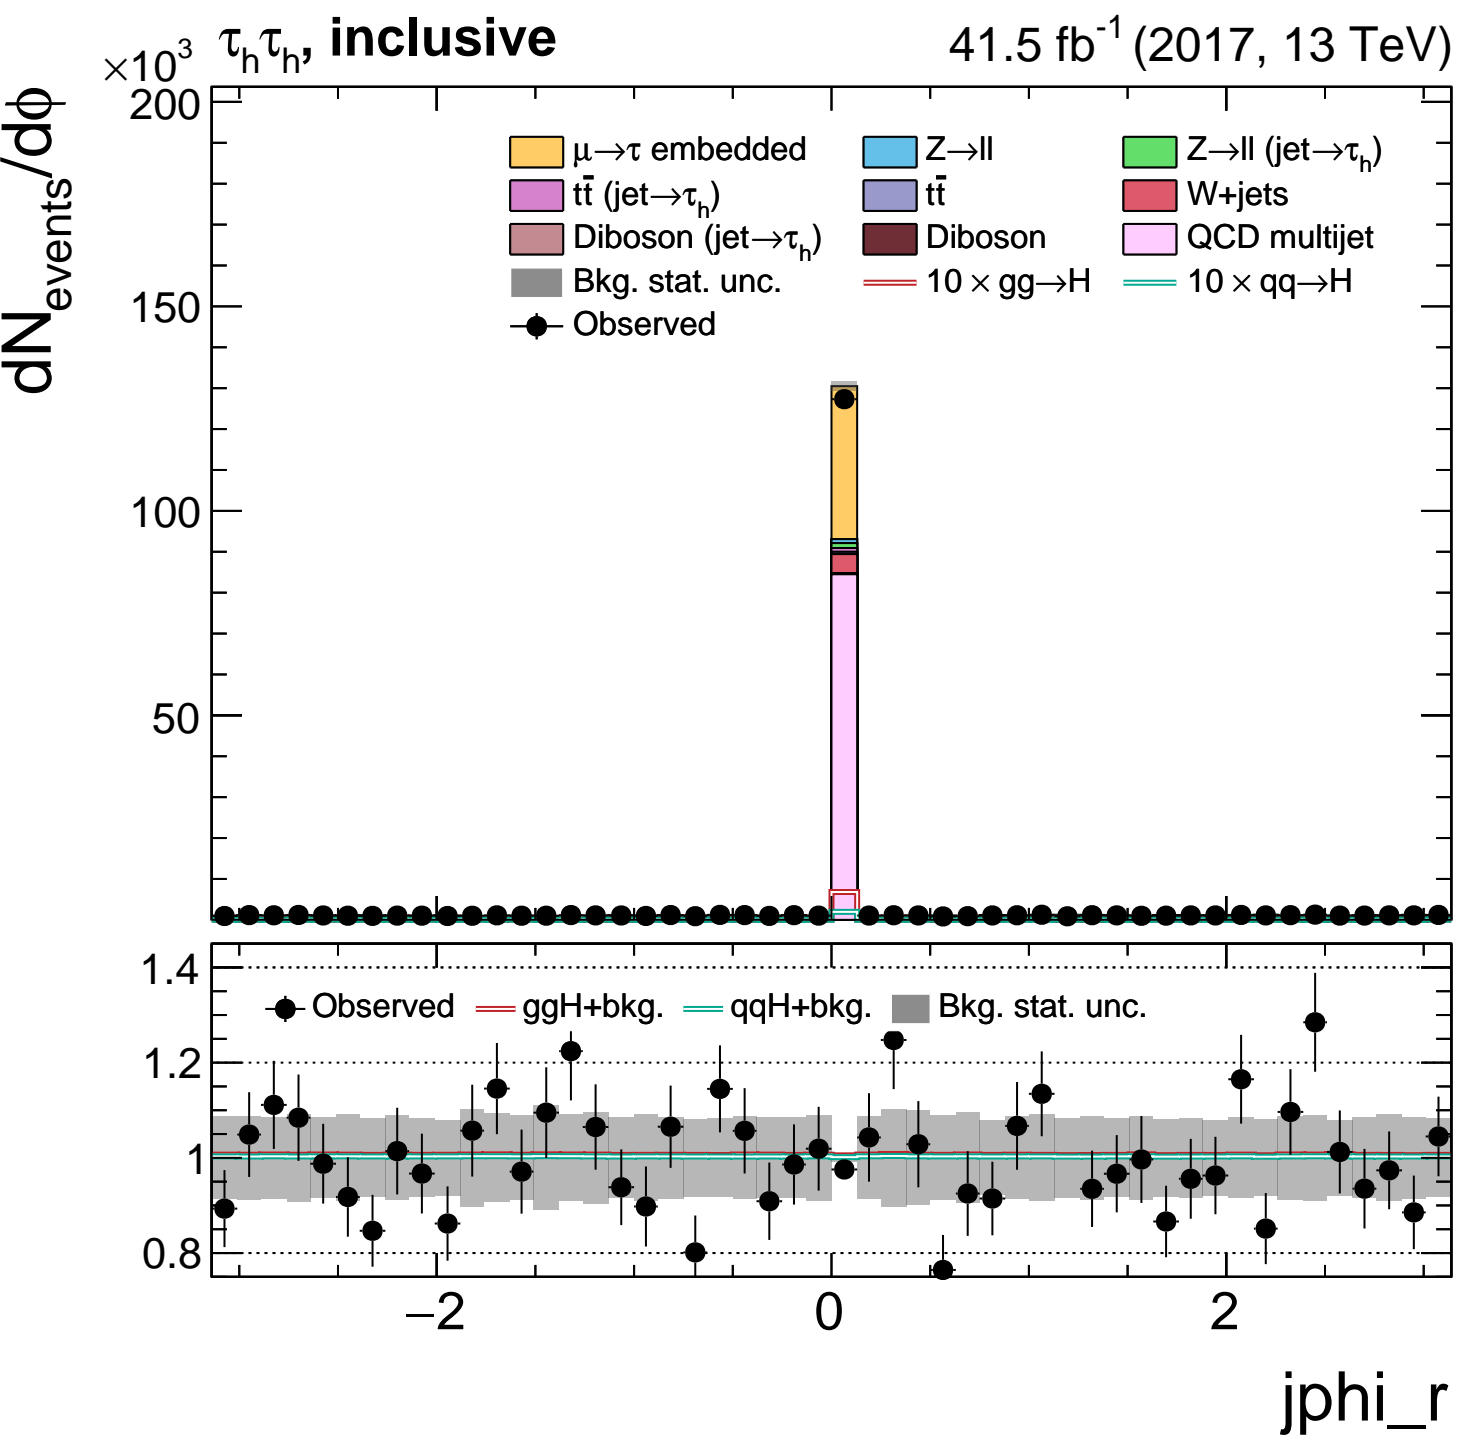 τhτh, inclusive
41.5 fb-1 (2017, 13 TeV)
×103
dNevents/dϕ
200
150
100
50
μ→τ embedded
Z→ll
Z→ll (jet→τh)
tt̄ (jet→τh)
tt̄
W+jets
Diboson (jet→τh)
Diboson
QCD multijet
Bkg. stat. unc.
10 × gg→H
10 × qq→H
Observed
1.4
1.2
1
0.8
Observed
ggH+bkg.
qqH+bkg.
Bkg. stat. unc.
−2
0
2
jphi_r